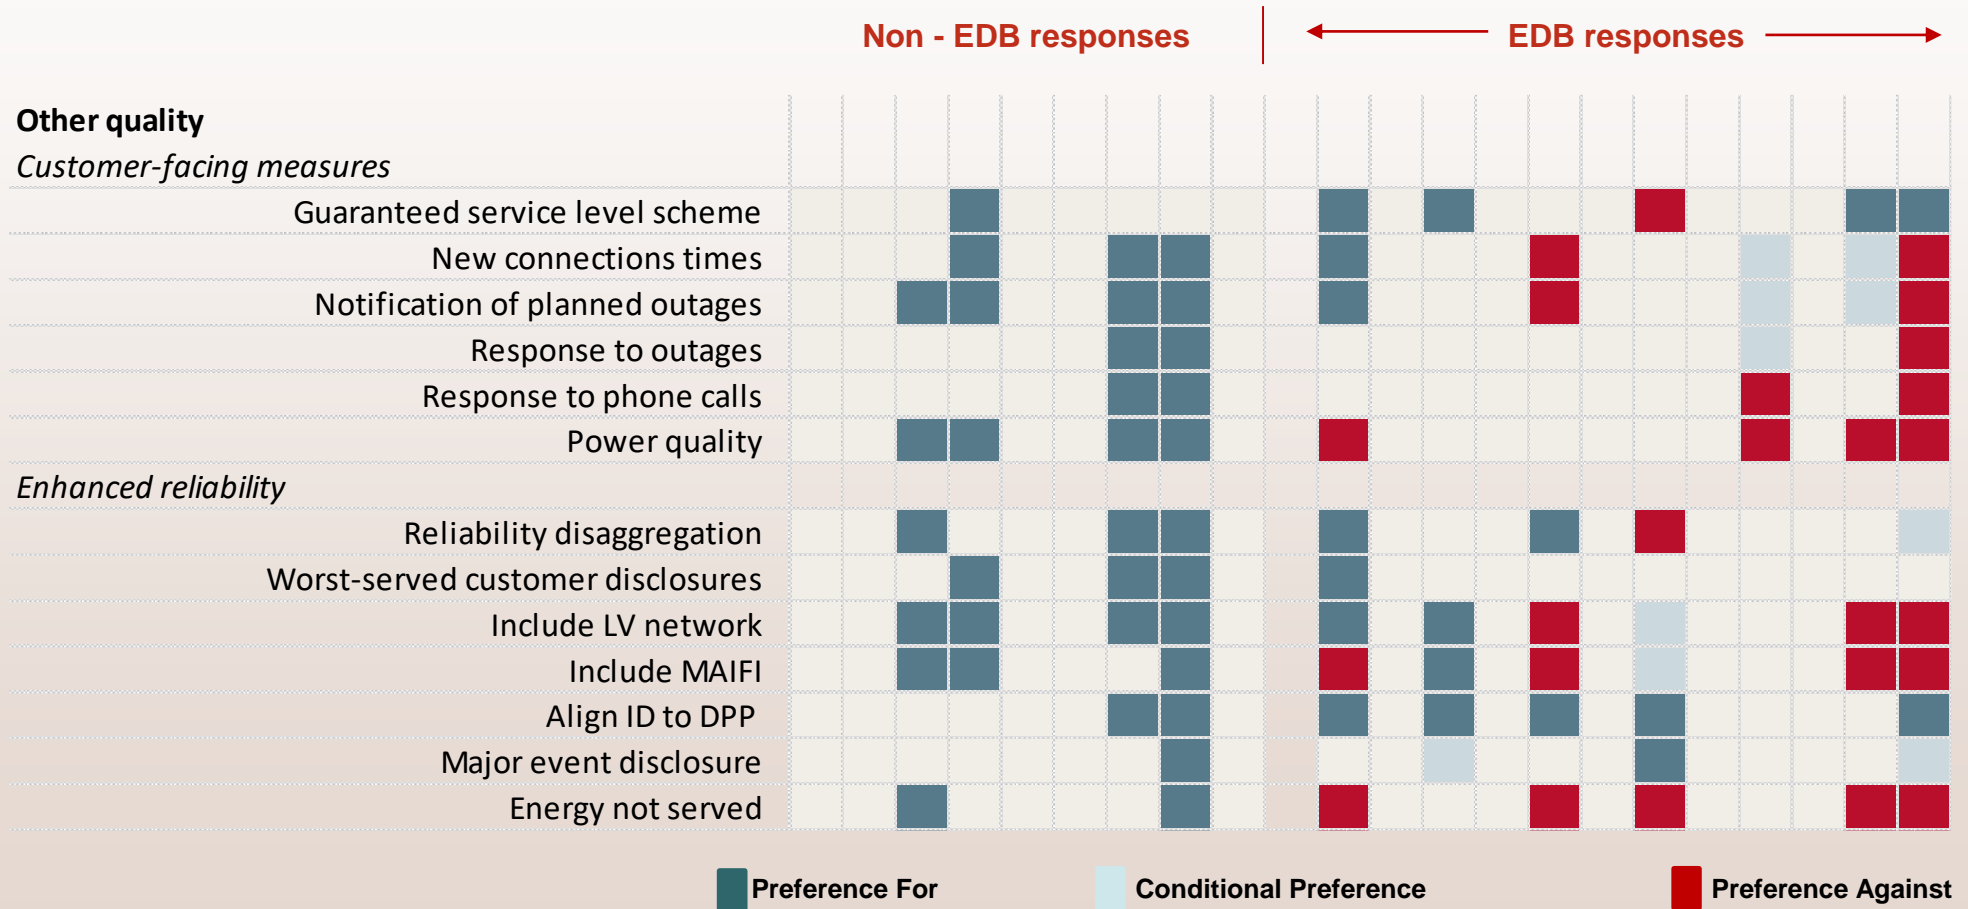 Non - EDB responses
EDB responses
Other quality
Customer-facing measures
Guaranteed service level scheme
New connections times
Notification of planned outages
Response to outages
Response to phone calls
Power quality
Enhanced reliability
Reliability disaggregation
Worst-served customer disclosures
Include LV network
Include MAIFI
Align ID to DPP
Major event disclosure
Energy not served
Preference For
Conditional Preference
Preference Against